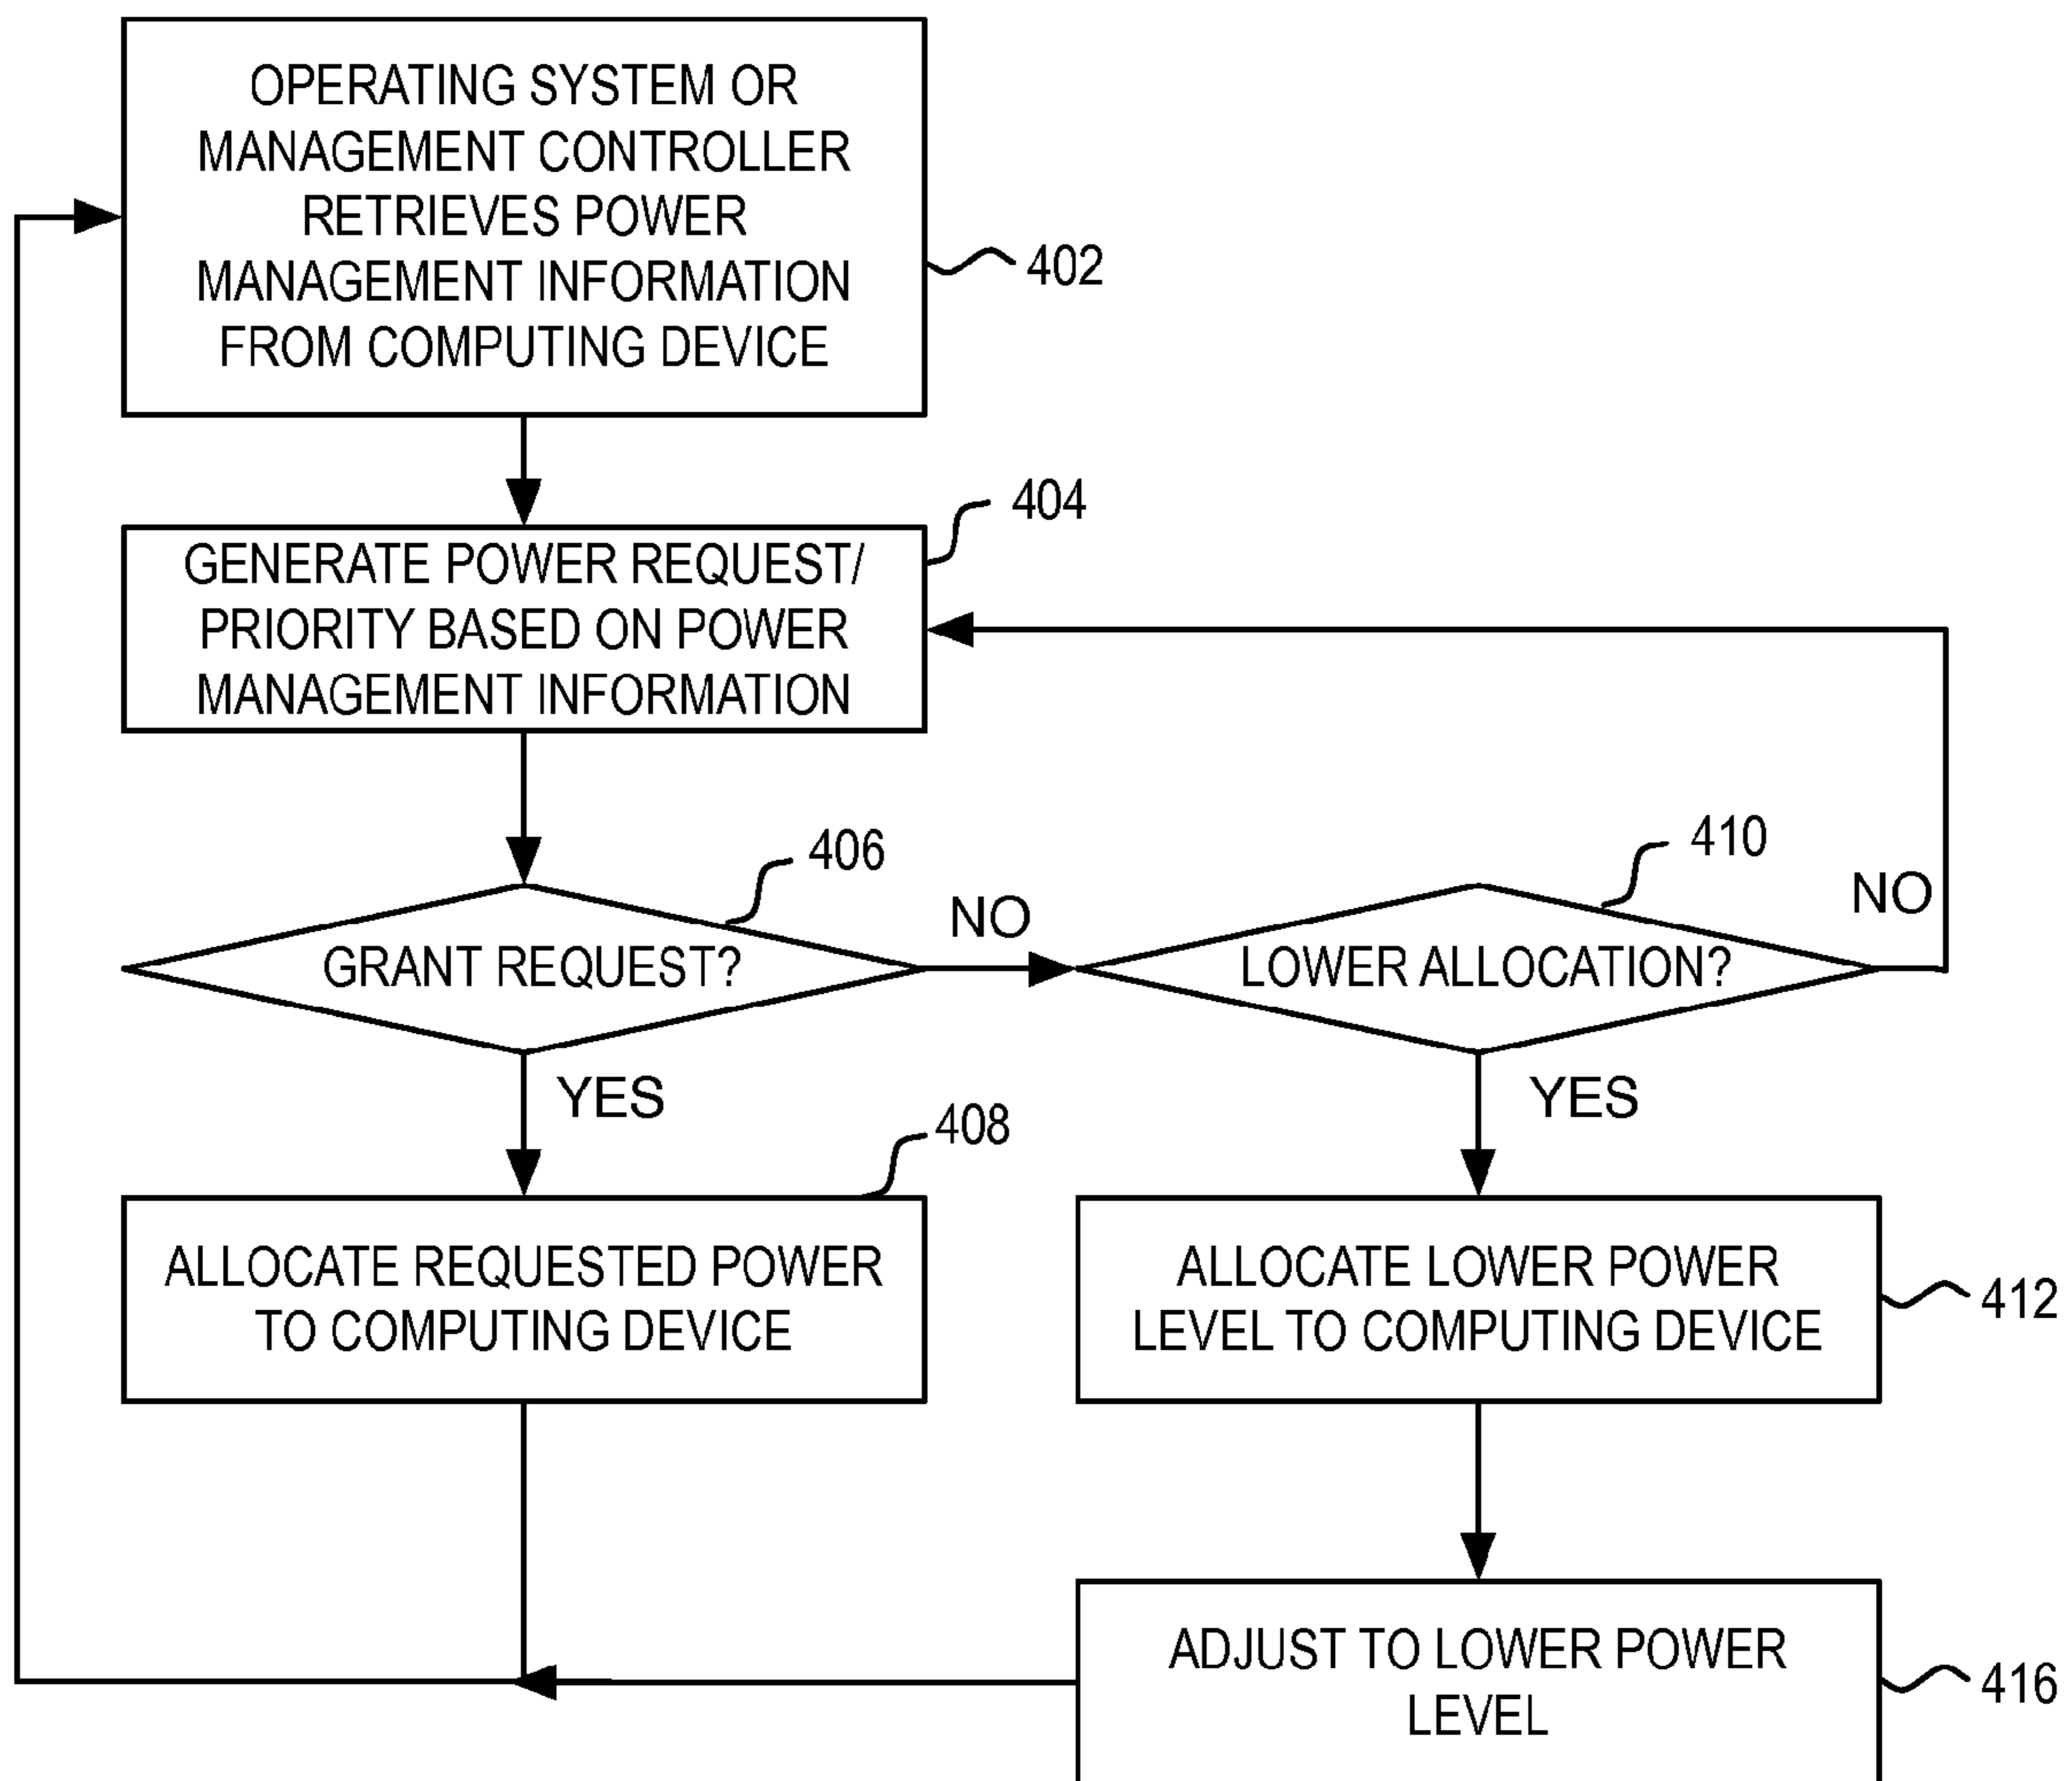 OPERATING SYSTEM OR
MANAGEMENT CONTROLLER
RETRIEVES POWER
MANAGEMENT INFORMATION
FROM COMPUTING DEVICE
402
404
GENERATE POWER REQUEST/
PRIORITY BASED ON POWER
MANAGEMENT INFORMATION
406
GRANT REQUEST?
NO
410
LOWER ALLOCATION?
NO
YES
YES
408
ALLOCATE REQUESTED POWER
TO COMPUTING DEVICE
ALLOCATE LOWER POWER
LEVEL TO COMPUTING DEVICE
412
ADJUST TO LOWER POWER
LEVEL
416